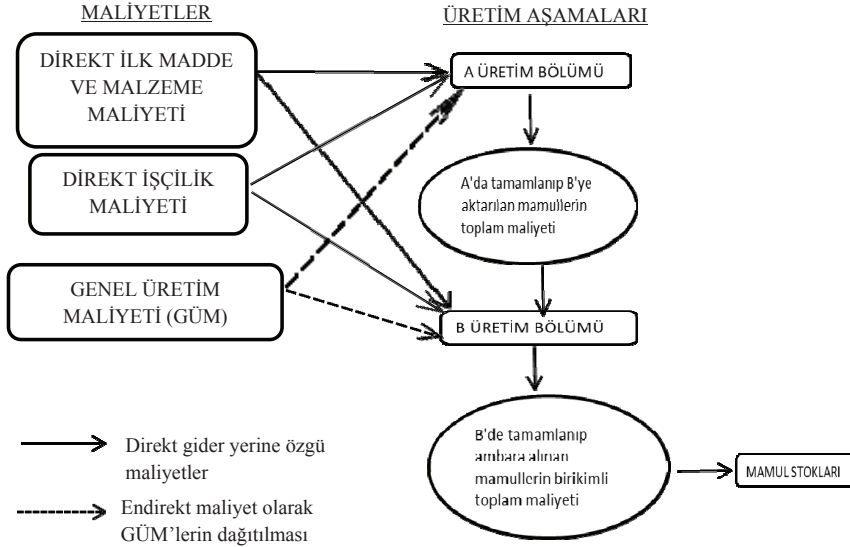 MALİYETLER
DİREKT İLK MADDE
VE MALZEME
MALİYETİ
DİREKT İŞÇİLİK
MALİYETİ
GENEL ÜRETİM
MALİYETİ (GÜM)
Direkt gider yerine özgü
maliyetler
Endirekt maliyet olarak
GÜM’lerin dağıtılması
ÜRETİM AŞAMALARI
A ÜRETİM BÖLÜMÜ
A'da tamamlanıp B'ye
aktarılan mamullerin
toplam maliyeti
B ÜRETİM BÖLÜMÜ
B'de tamamlanıp
ambara alınan
mamullerin birikimli
toplam maliyeti
MAMUL STOKLARI